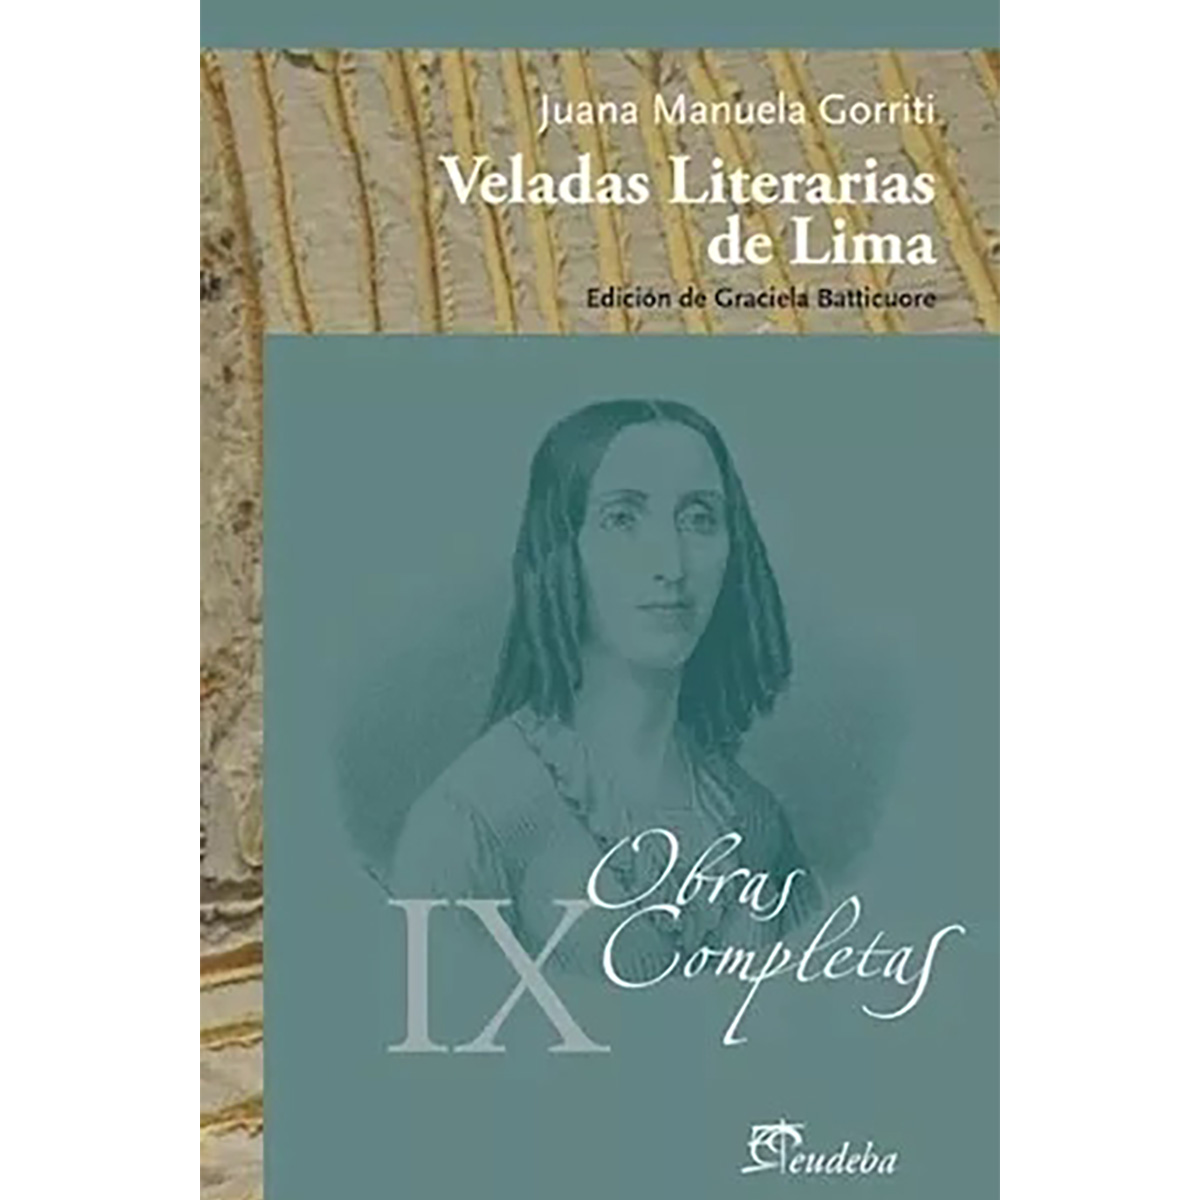 Juana Manuela Gorriti
Veladas Literarias
de Lima
Edición de Graciela Batticuore
Obras
IX Completas
eudeba